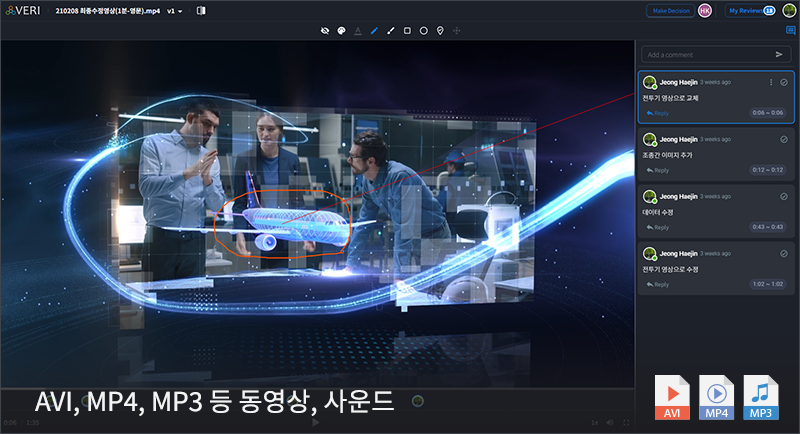 VERI
210208 최종수정영상(1분-영문).mp4 v1
Make Decision
HK
My Reviews
18
A
Add a comment
Jeong Haejin 3 weeks ago
전투기 영상으로 교체
Reply
0:06 ~ 0:06
Jeong Haejin 3 weeks ago
조종간 이미지 추가
Reply
0:12 ~ 0:12
Jeong Haejin 3 weeks ago
데이터 수정
Reply
0:43 ~ 0:43
Jeong Haejin 3 weeks ago
전투기 영상으로 수정
Reply
1:02 ~ 1:02
AVI, MP4, MP3 등 동영상, 사운드
AVI
MP4
MP3
0:06 : 1:35
1x